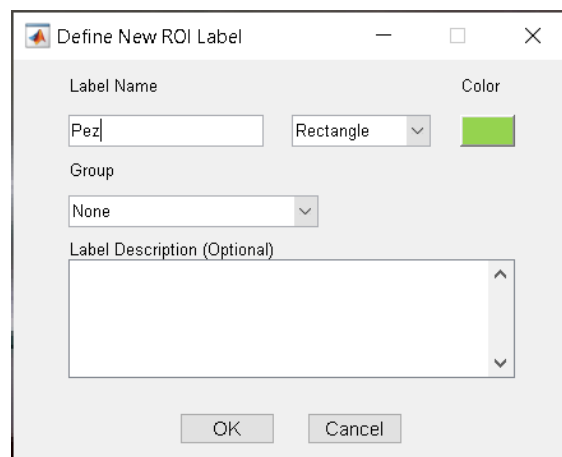 Define New ROI Label
Label Name Color
Pez Rectangle
Group
None
Label Description (Optional)
OK Cancel